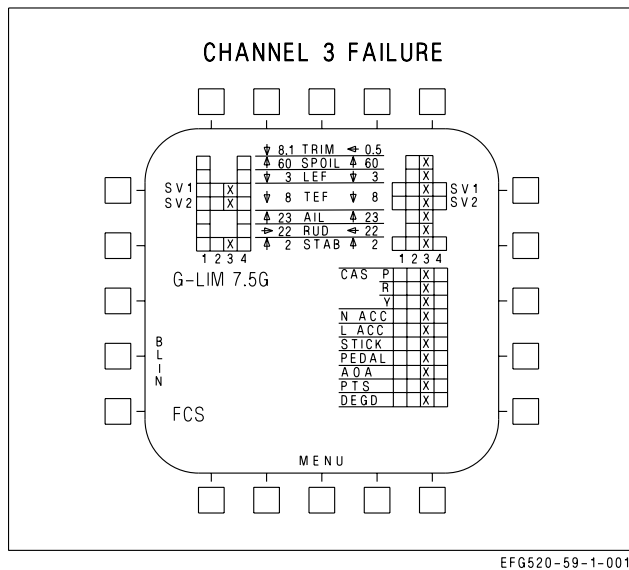 CHANNEL 3 FAILURE
↓ 8.1 TRIM ← 0.5
↑ 60 SPOIL ↑ 60 X
↓ 3 LEF ↓ 3 X
SV1 X ↓ 8 TEF ↓ 8 X SV1
SV2 X X SV2
X
↑ 23 AIL ↑ 23 X
→ 22 RUD ← 22 X
X ↑ 2 STAB ↑ 2 X
1 2 3 4 1 2 3 4
G-LIM 7.5G
CAS P X
R X
Y X
N ACC X
L ACC X
STICK X
PEDAL X
AOA X
PTS X
DEGD X
BLIN
FCS
MENU
EFG520-59-1-001